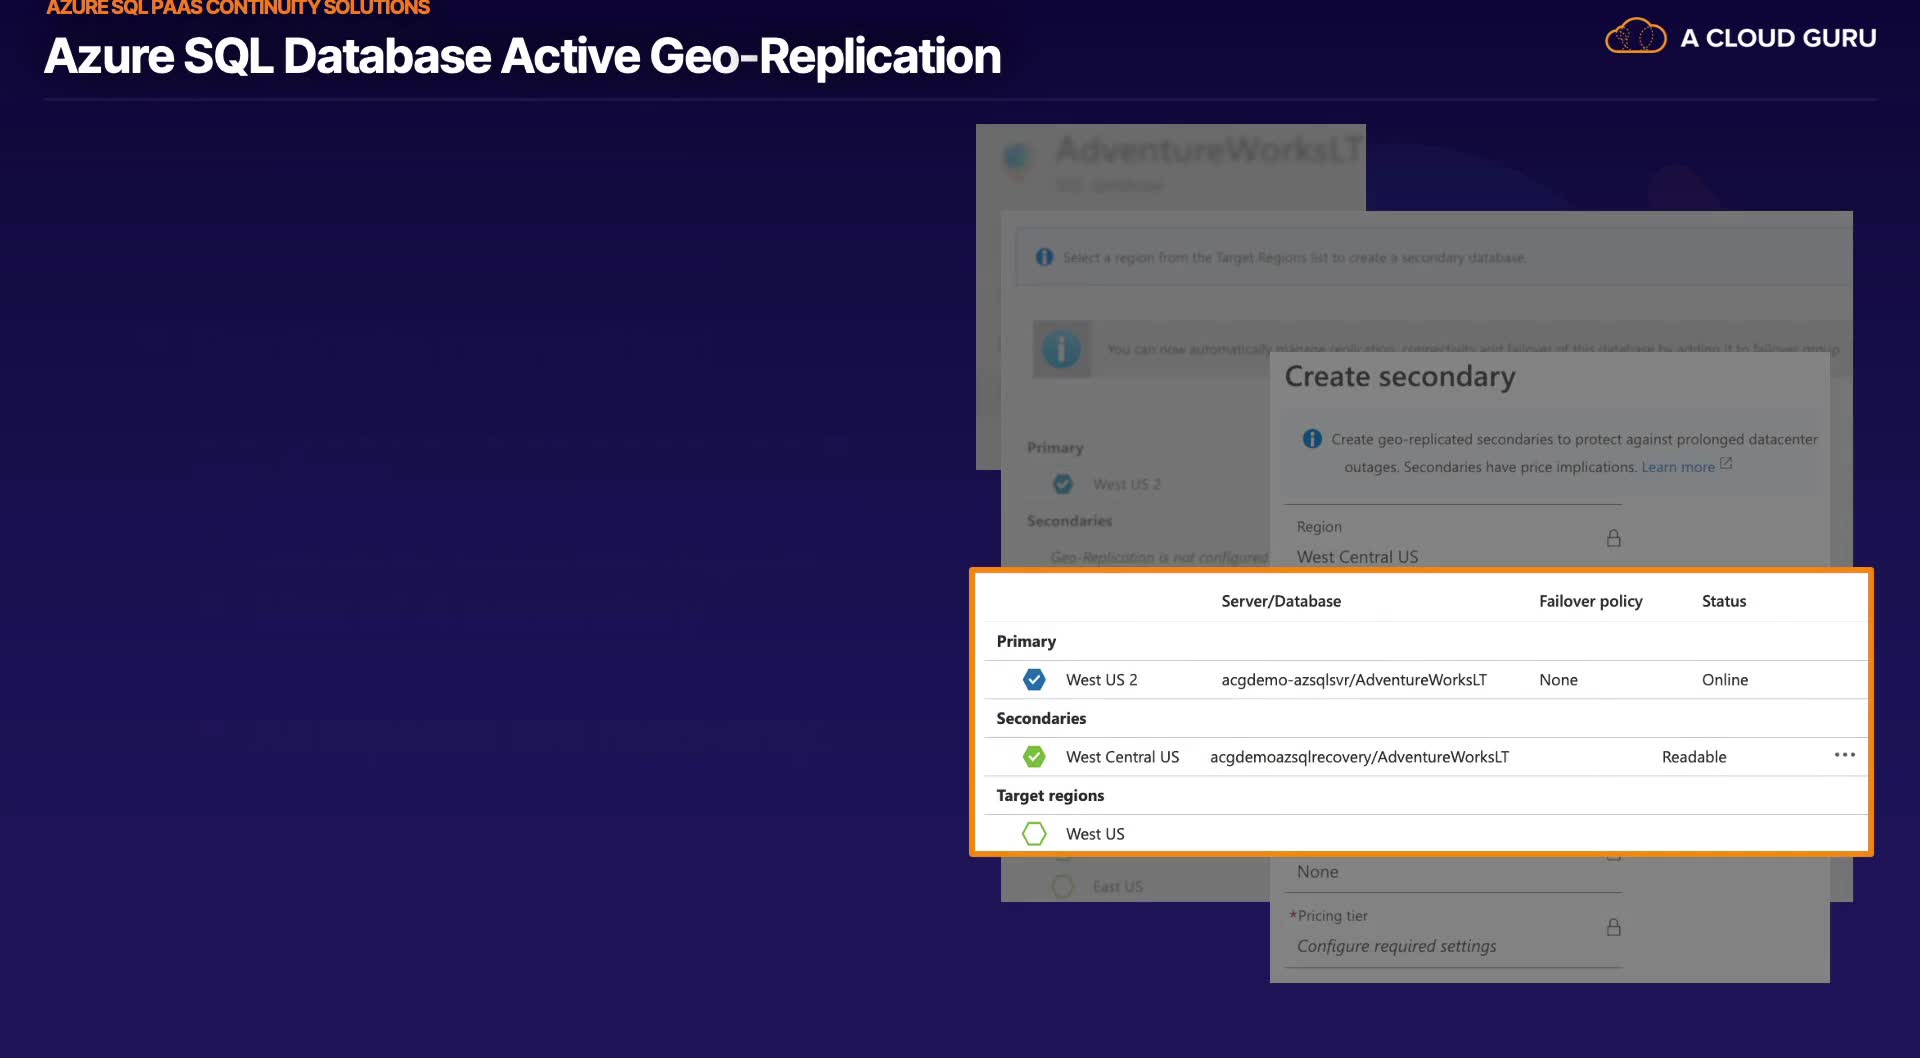 AZURE SQL PAAS CONTINUITY SOLUTIONS
Azure SQL Database Active Geo-Replication
A CLOUD GURU
AdventureWorksLT
SQL database
Select a region from the Target Regions list to create a secondary database.
You can now automatically manage replication, connectivity and failover of this database by adding it to failover group
Primary
West US 2
Secondaries
Geo-Replication is not configured
Create secondary
Create geo-replicated secondaries to protect against prolonged datacenter
outages. Secondaries have price implications. Learn more
Region
West Central US
Server/Database Failover policy Status
Primary
West US 2 acgdemo-azsqlsvr/AdventureWorksLT None Online
Secondaries
West Central US acgdemoazsqlrecovery/AdventureWorksLT Readable
Target regions
West US
East US
None
*Pricing tier
Configure required settings